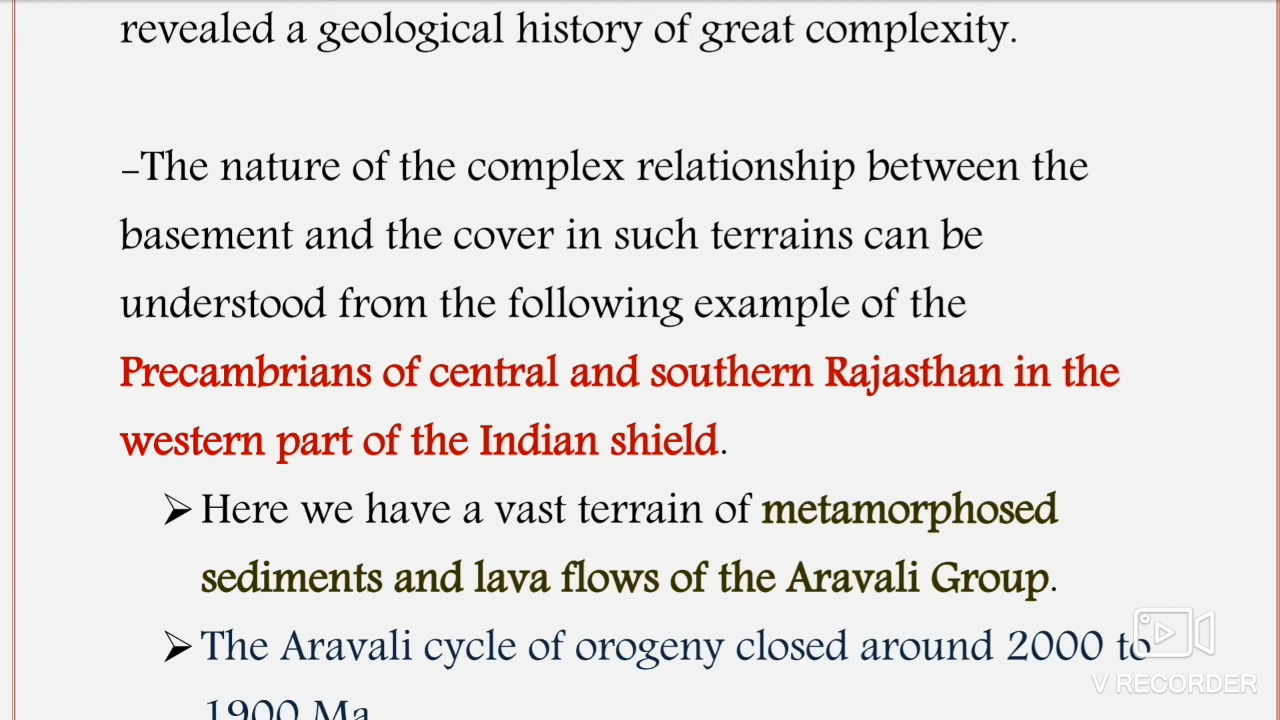 revealed a geological history of great complexity.
–The nature of the complex relationship between the
basement and the cover in such terrains can be
understood from the following example of the
Precambrians of central and southern Rajasthan in the
western part of the Indian shield.
➢ Here we have a vast terrain of metamorphosed
sediments and lava flows of the Aravali Group.
➢ The Aravali cycle of orogeny closed around 2000 to
1900 Ma
V RECORDER